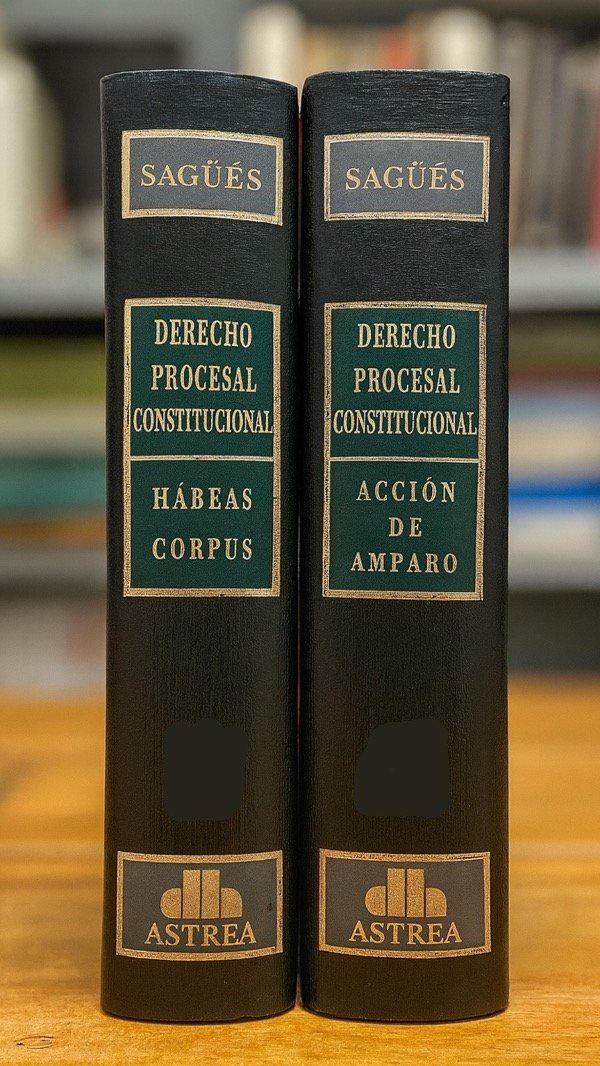 SAGÜÉS
DERECHO
PROCESAL
CONSTITUCIONAL
HÁBEAS
CORPUS
ASTREA
SAGÜÉS
DERECHO
PROCESAL
CONSTITUCIONAL
ACCIÓN
DE
AMPARO
ASTREA